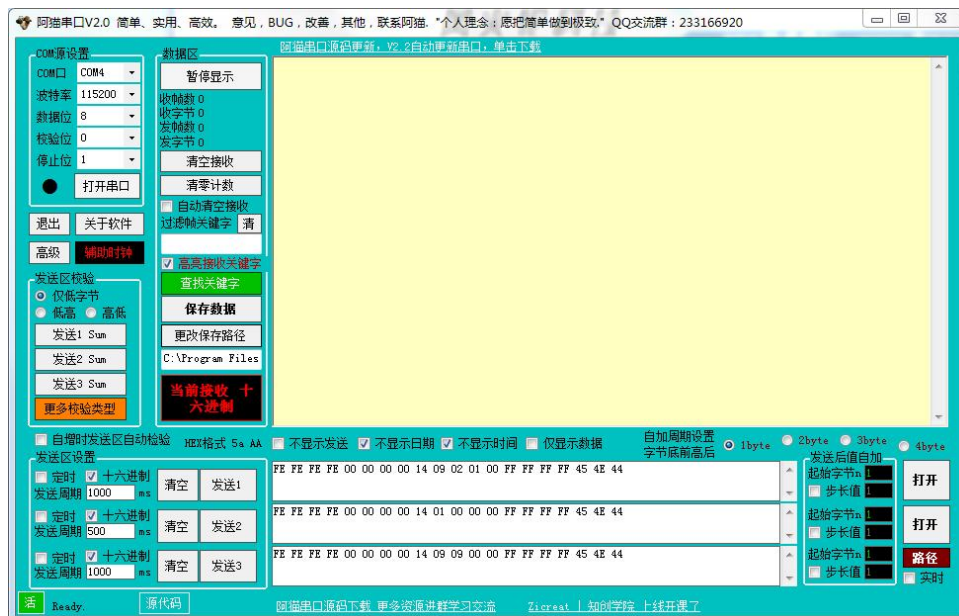 阿猫串口V2.0 简单、实用、高效。 意见,BUG,改善,其他,联系阿猫. "个人理念:愿把简单做到极致." QQ交流群:233166920
阿猫串口源码更新,V2.2自动更新串口,单击下载
COM源设置
COM口 COM4
波特率 115200
数据位 8
校验位 0
停止位 1
打开串口
退出 关于软件
高级 辅助时钟
发送区校验
仅低字节
低高 高低
发送1 Sum
发送2 Sum
发送3 Sum
更多校验类型
数据区
暂停显示
收帧数 0
收字节 0
发帧数 0
发字节 0
清空接收
清零计数
自动清空接收
过滤帧关键字 清
高亮接收关键字
查找关键字
保存数据
更改保存路径
C:\Program Files
当前接收 十
六进制
自增时发送区自动检验 HEX格式 5a AA 不显示发送 不显示日期 不显示时间 仅显示数据
自加周期设置
字节底前高后
1byte 2byte 3byte 4byte
发送区设置
定时 十六进制
发送周期 1000 ms
清空 发送1
FE FE FE FE 00 00 00 00 14 09 02 01 00 FF FF FF FF 45 4E 44
定时 十六进制
发送周期 500 ms
清空 发送2
FE FE FE FE 00 00 00 00 14 01 00 00 00 FF FF FF FF 45 4E 44
定时 十六进制
发送周期 1000 ms
清空 发送3
FE FE FE FE 00 00 00 00 14 09 09 00 00 FF FF FF FF 45 4E 44
发送后值自加
起始字节n 1
步长值 1
打开
起始字节n 1
步长值 1
打开
起始字节n 1
步长值 1
路径
实时
活 Ready. 源代码 阿猫串口源码下载 更多资源进群学习交流 Zicreat | 知创学院 上线开课了